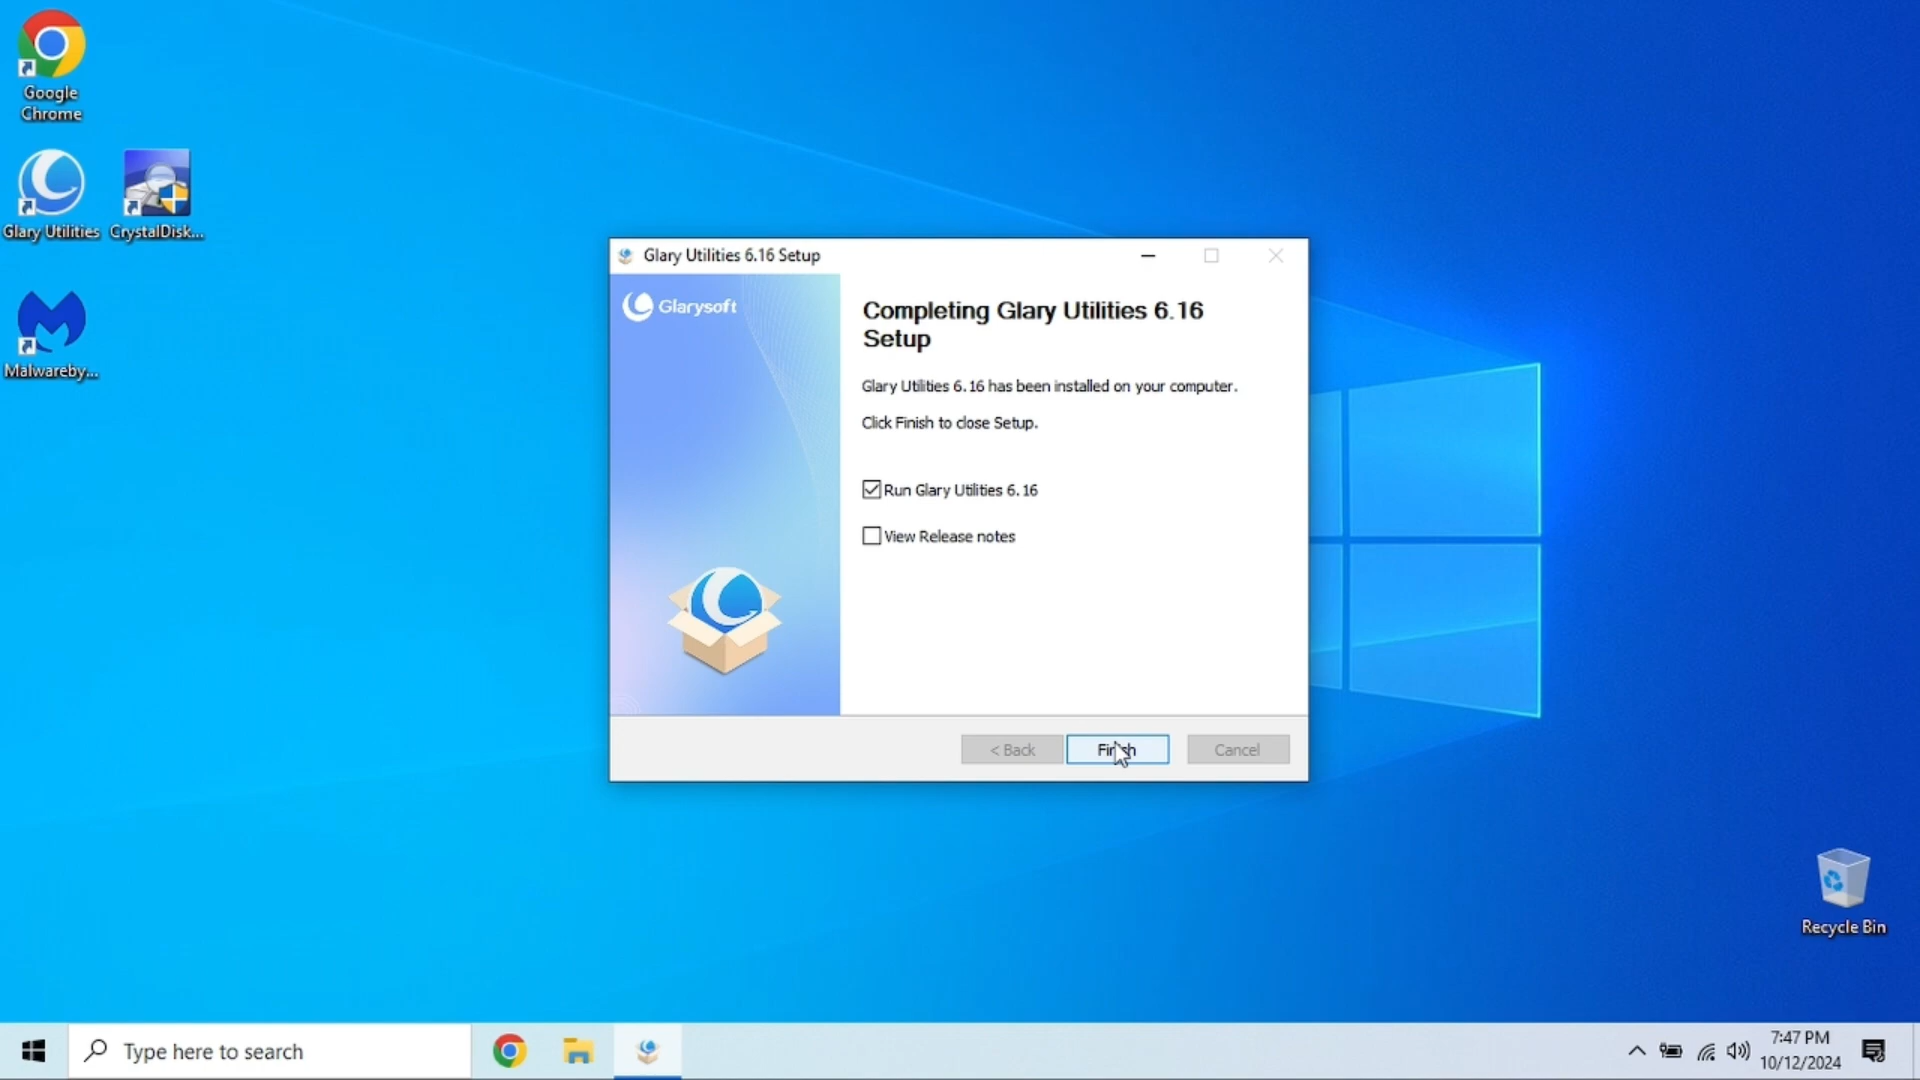 Google
Chrome
Glary Utilities
CrystalDisk...
Malwareby...
Glary Utilities 6.16 Setup
Glarysoft
Completing Glary Utilities 6.16
Setup
Glary Utilities 6.16 has been installed on your computer.
Click Finish to close Setup.
Run Glary Utilities 6.16
View Release notes
< Back
Finish
Cancel
Recycle Bin
Type here to search
7:47 PM
10/12/2024